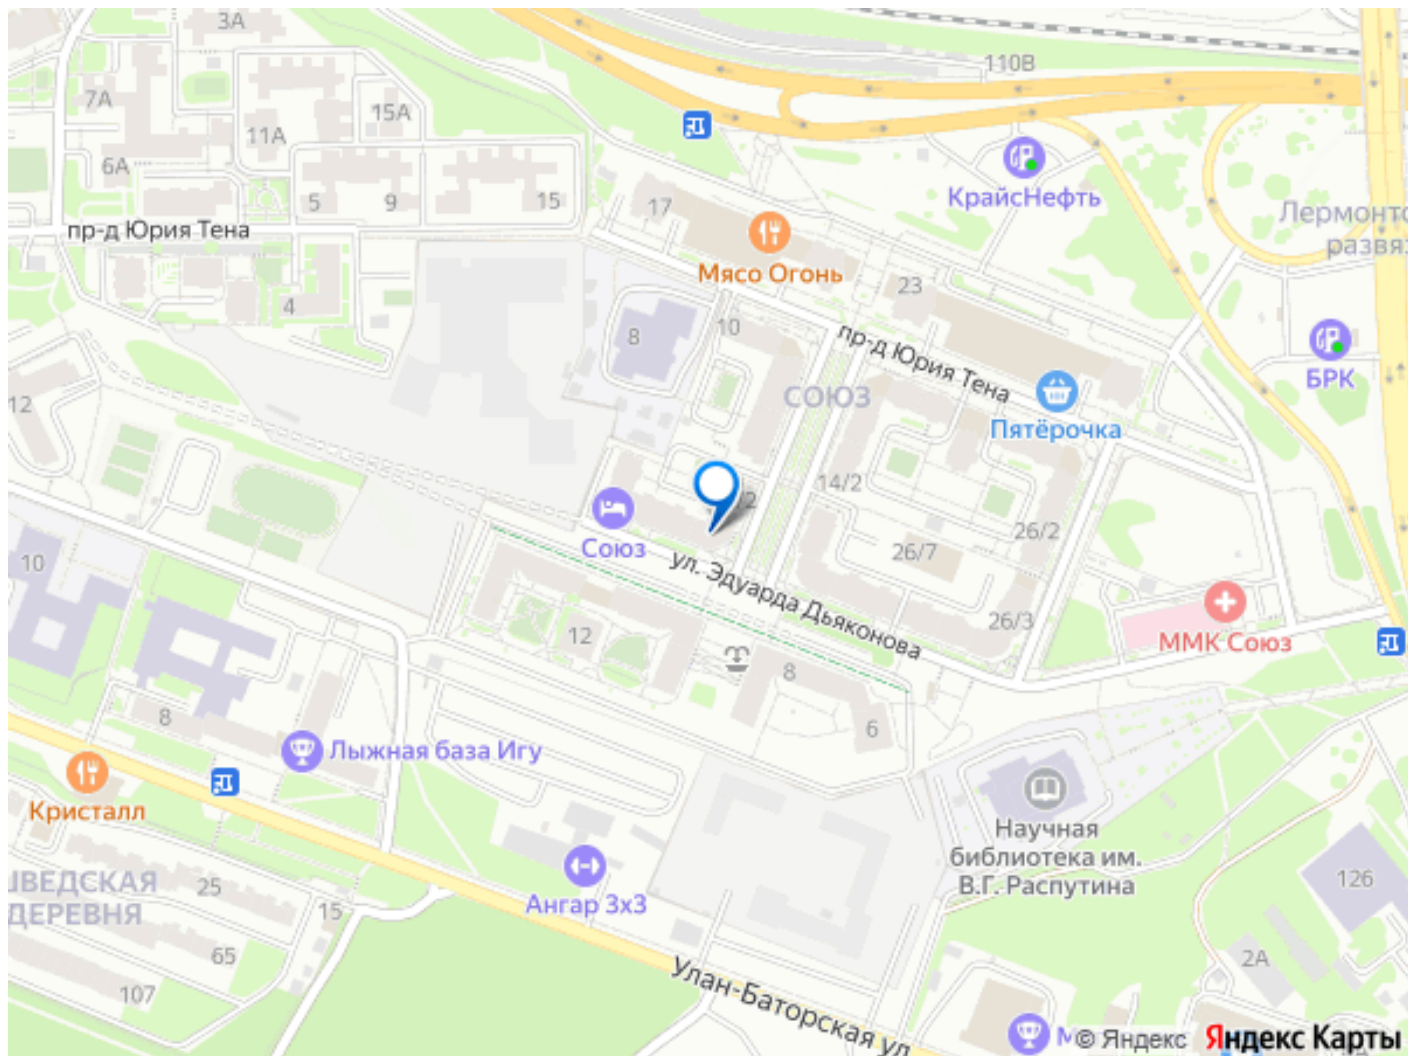 3А
110В
7А
15А
11А
6А
КрайсНефть
5
9
15
17
Лермонто
развяз
пр-д Юрия Тена
Мясо Огонь
23
4
8
10
пр-д Юрия Тена
БРК
СОЮЗ
12
Пятёрочка
14/2
Союз
26/2
26/7
10
ул. Эдуарда Дьяконова
26/3
ММК Союз
12
8
8
6
Лыжная база Игу
Кристалл
Научная
библиотека им.
В.Г. Распутина
ШВЕДСКАЯ
ДЕРЕВНЯ
25
15
Ангар 3х3
126
65
107
2А
Улан-Баторская ул
М
© Яндекс
Яндекс Карты